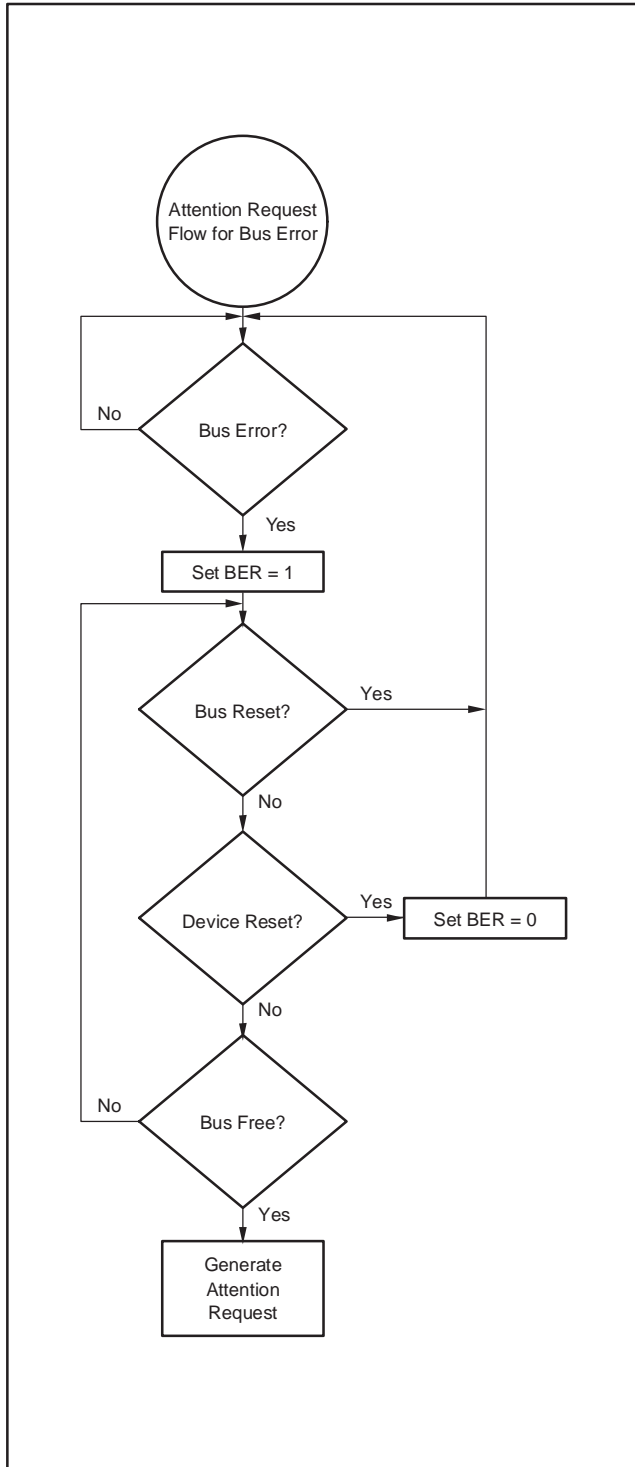 Attention Request
Flow for Bus Error
No
Bus Error?
Yes
Set BER = 1
Bus Reset?
Yes
No
Device Reset?
Yes
Set BER = 0
No
No
Bus Free?
Yes
Generate
Attention
Request